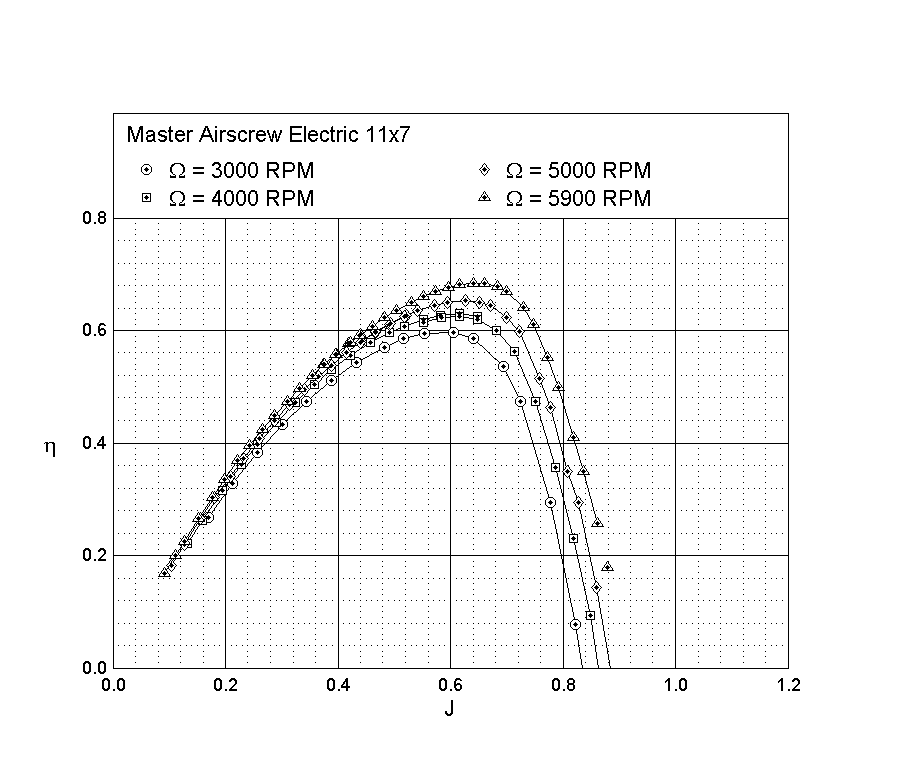 Master Airscrew Electric 11x7
Ω = 3000 RPM
Ω = 5000 RPM
Ω = 4000 RPM
Ω = 5900 RPM
0.8
0.6
0.4
η
0.2
0.0
0.0 0.2 0.4 0.6 0.8 1.0 1.2
J